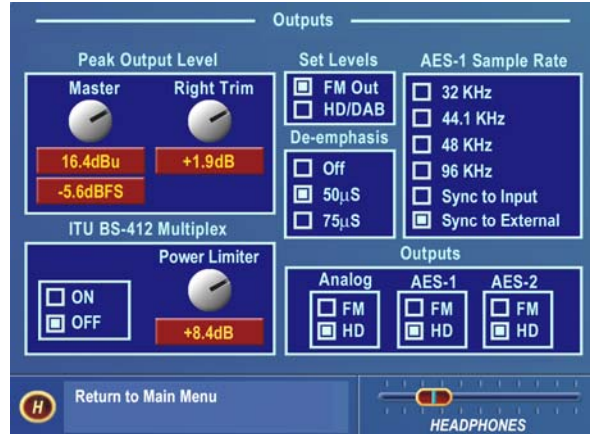 Outputs
Peak Output Level
Master
Right Trim
16.4dBu
+1.9dB
-5.6dBFS
Set Levels
FM Out
HD/DAB
De-emphasis
Off
50µS
75µS
AES-1 Sample Rate
32 KHz
44.1 KHz
48 KHz
96 KHz
Sync to Input
Sync to External
ITU BS-412 Multiplex
Power Limiter
ON
OFF
+8.4dB
Outputs
Analog
AES-1
AES-2
FM
FM
FM
HD
HD
HD
H
Return to Main Menu
HEADPHONES